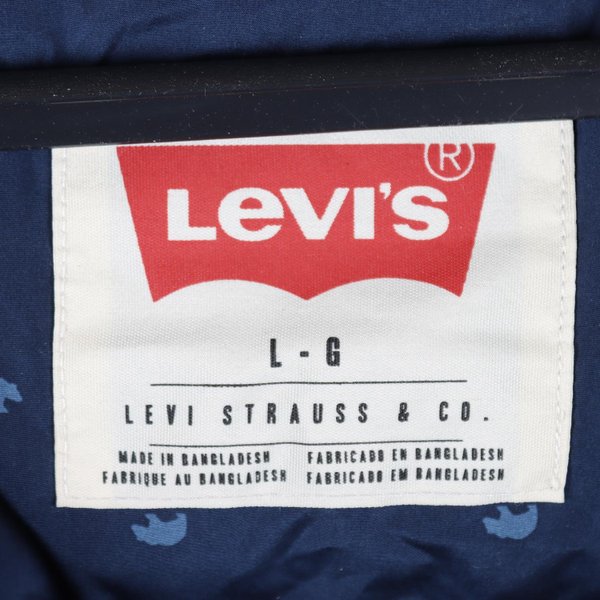 LEVI'S ®
L - G
LEVI STRAUSS & CO.
MADE IN BANGLADESH FABRICADO EN BANGLADESH
FABRIQUE AU BANGLADESH FABRICADO EM BANGLADESH